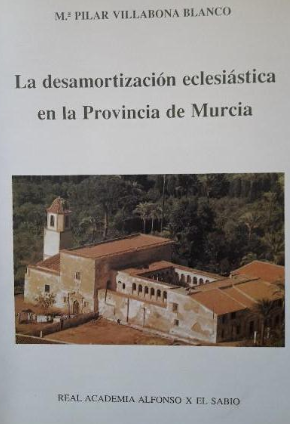 M.ª PILAR VILLABONA BLANCO
La desamortización eclesiástica
en la Provincia de Murcia
REAL ACADEMIA ALFONSO X EL SABIO